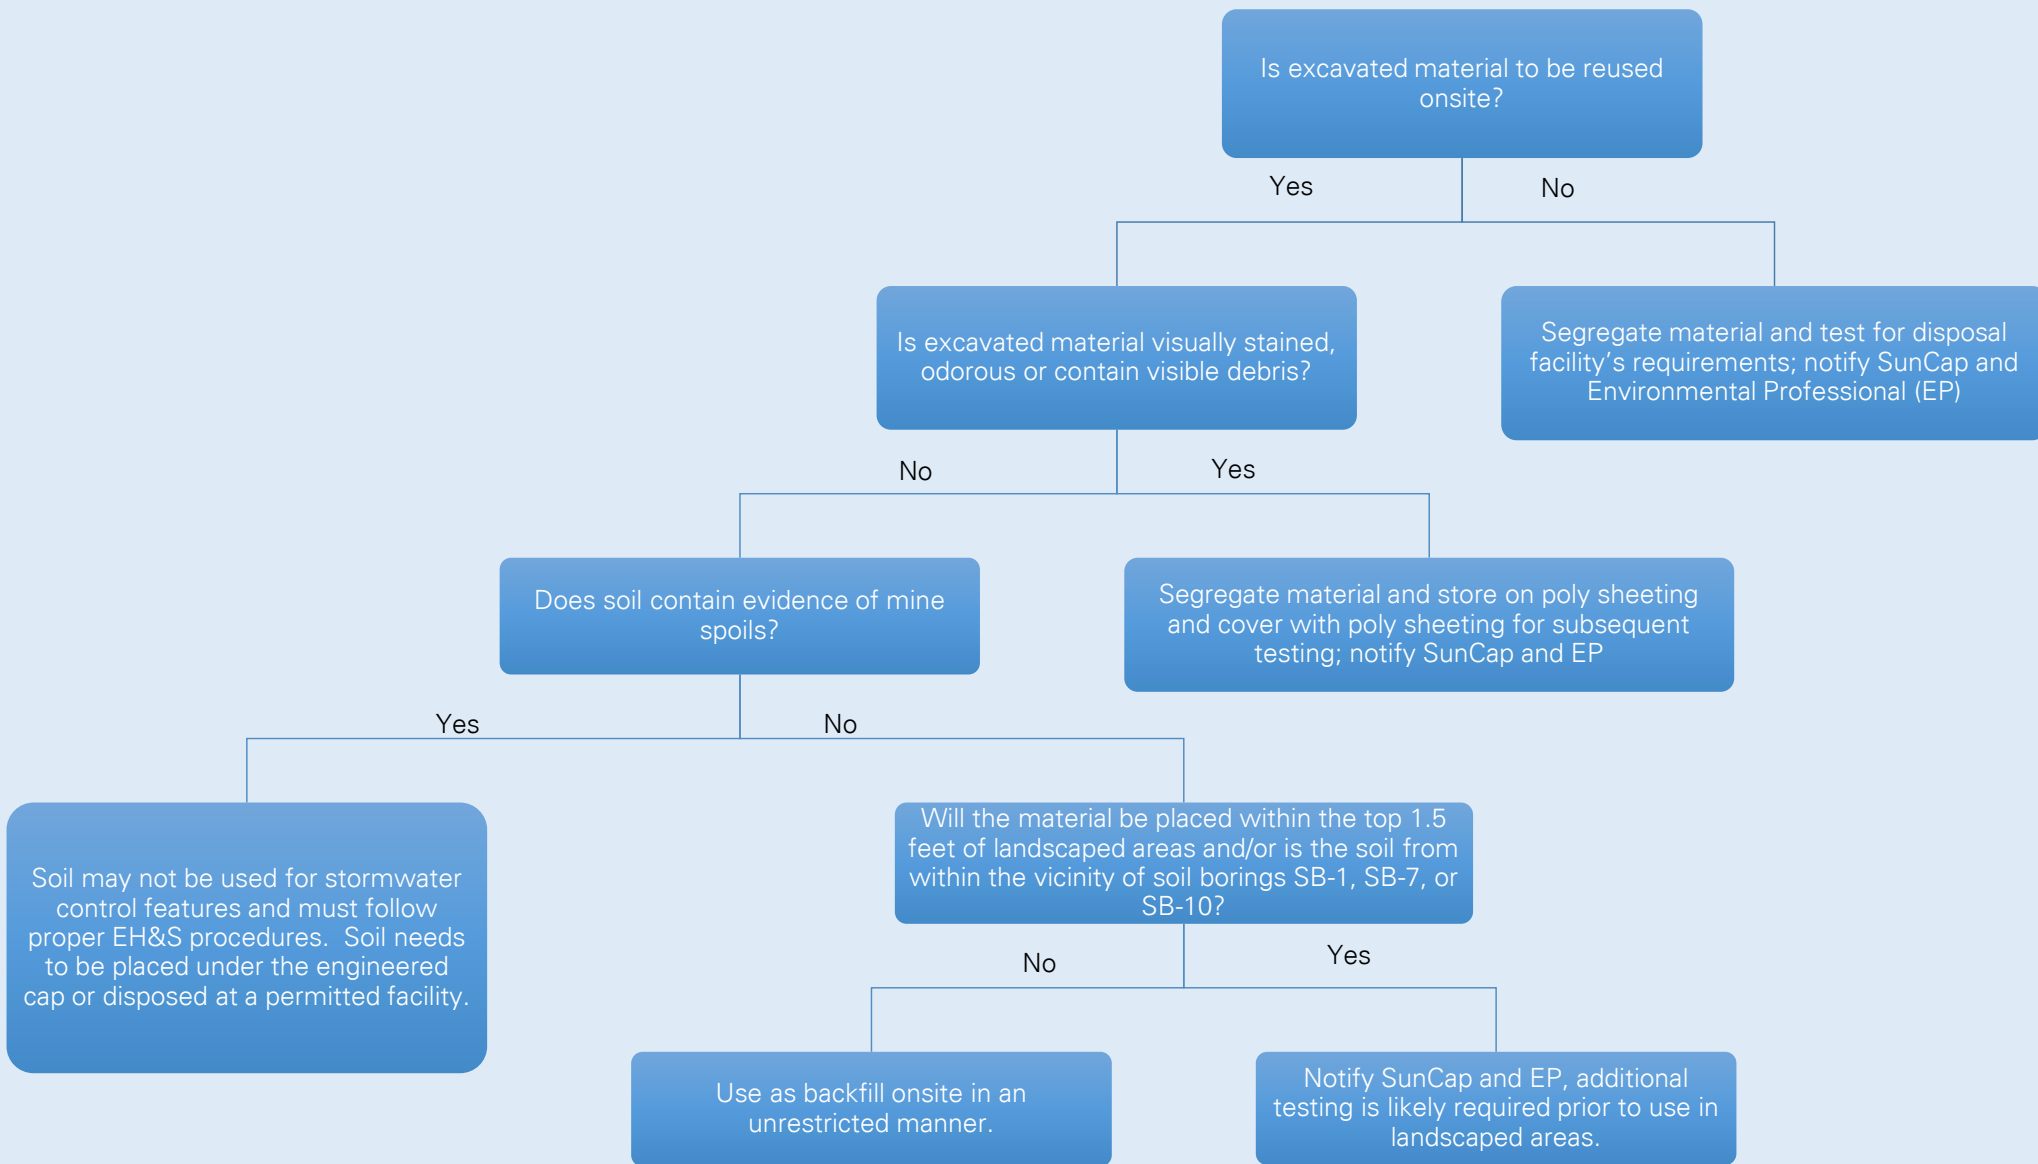 Is excavated material to be reused
onsite?
Yes
No
Is excavated material visually stained,
odorous or contain visible debris?
Segregate material and test for disposal
facility’s requirements; notify SunCap and
Environmental Professional (EP)
No
Yes
Does soil contain evidence of mine
spoils?
Segregate material and store on poly sheeting
and cover with poly sheeting for subsequent
testing; notify SunCap and EP
Yes
No
Soil may not be used for stormwater
control features and must follow
proper EH&S procedures.  Soil needs
to be placed under the engineered
cap or disposed at a permitted facility.
Will the material be placed within the top 1.5
feet of landscaped areas and/or is the soil from
within the vicinity of soil borings SB-1, SB-7, or
SB-10?
No
Yes
Use as backfill onsite in an
unrestricted manner.
Notify SunCap and EP, additional
testing is likely required prior to use in
landscaped areas.